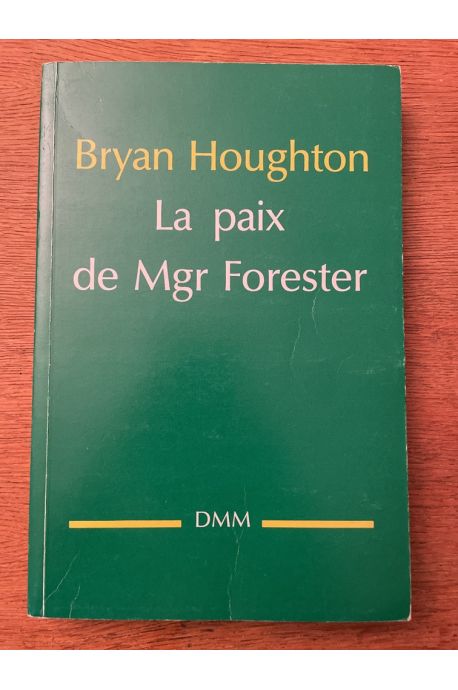 Bryan Houghton
La paix
de Mgr Forester
DMM